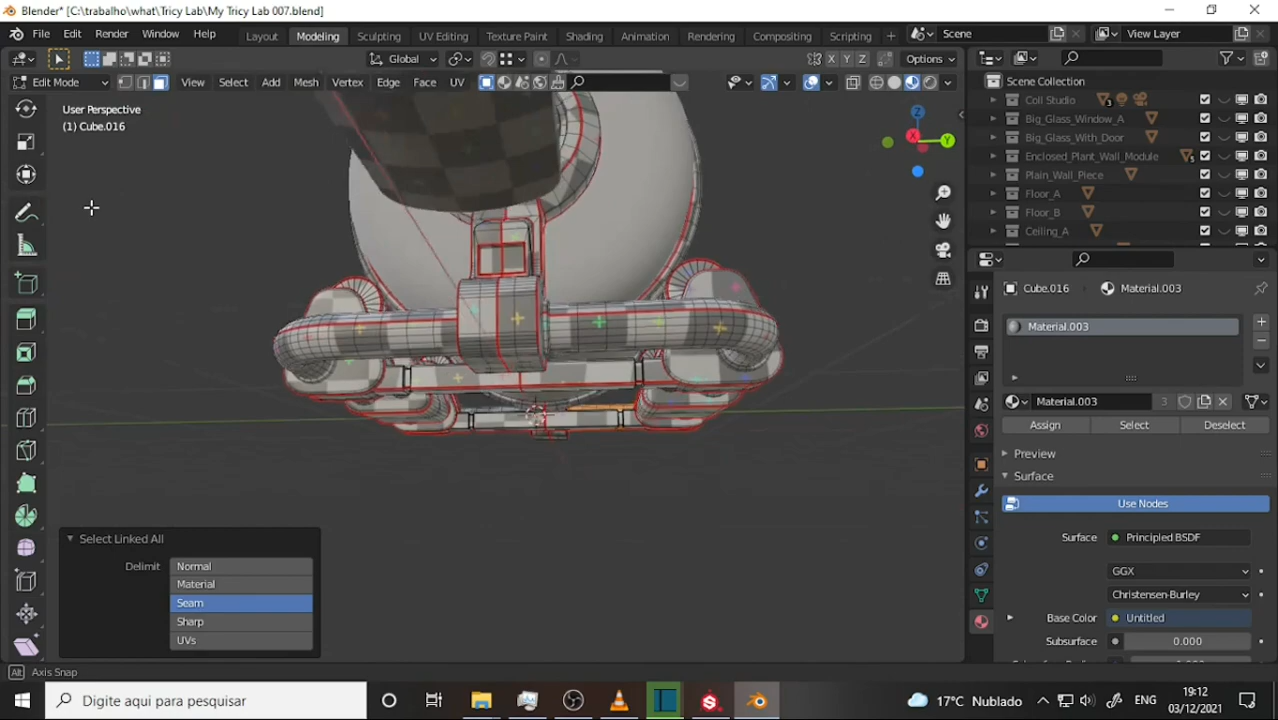 Blender* [C:\trabalho\what\Tricy Lab\My Tricy Lab 007.blend]
File Edit Render Window Help Layout Modeling Sculpting UV Editing Texture Paint Shading Animation Rendering Compositing Scripting + Scene View Layer
Global X Y Z Options
Edit Mode View Select Add Mesh Vertex Edge Face UV
Scene Collection
User Perspective
(1) Cube.016
Coll Studio 3
Big_Glass_Window_A
Big_Glass_With_Door
Enclosed_Plant_Wall_Module 5
Plain_Wall_Piece
Floor_A
Floor_B
Ceiling_A
Z X Y
Cube.016 Material.003
Material.003
Material.003 3
Assign Select Deselect
Preview
Surface
Use Nodes
Surface Principled BSDF
GGX
Christensen-Burley
Base Color Untitled
Subsurface 0.000
Select Linked All
Delimit Normal
Material
Seam
Sharp
UVs
Alt Axis Snap
Digite aqui para pesquisar
17°C Nublado
ENG
19:12
03/12/2021